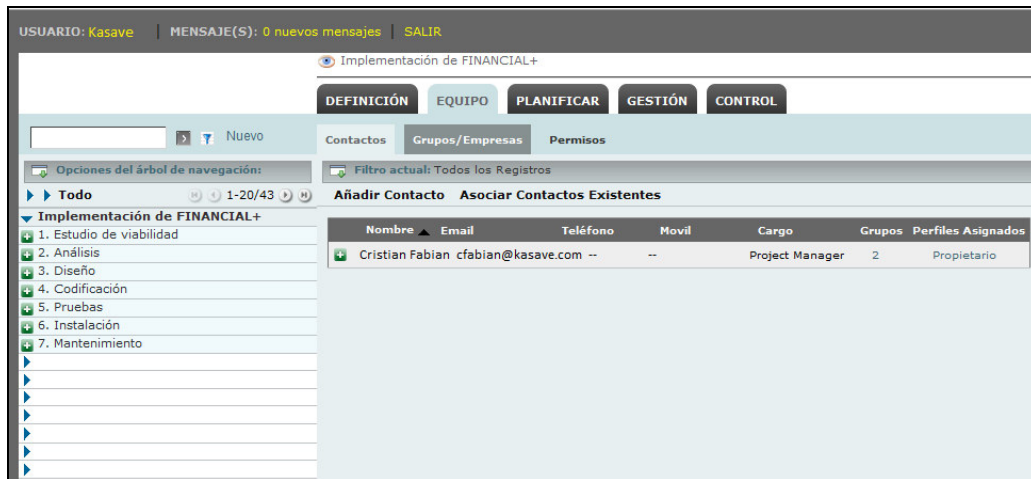 USUARIO: Kasave | MENSAJE(S): 0 nuevos mensajes | SALIR
Implementación de FINANCIAL+
DEFINICIÓN EQUIPO PLANIFICAR GESTIÓN CONTROL
Nuevo
Contactos Grupos/Empresas Permisos
Opciones del árbol de navegación:
Filtro actual: Todos los Registros
Todo 1-20/43
Añadir Contacto Asociar Contactos Existentes
Implementación de FINANCIAL+
1. Estudio de viabilidad
2. Análisis
3. Diseño
4. Codificación
5. Pruebas
6. Instalación
7. Mantenimiento
Nombre Email Teléfono Movil Cargo Grupos Perfiles Asignados
Cristian Fabian cfabian@kasave.com -- -- Project Manager 2 Propietario